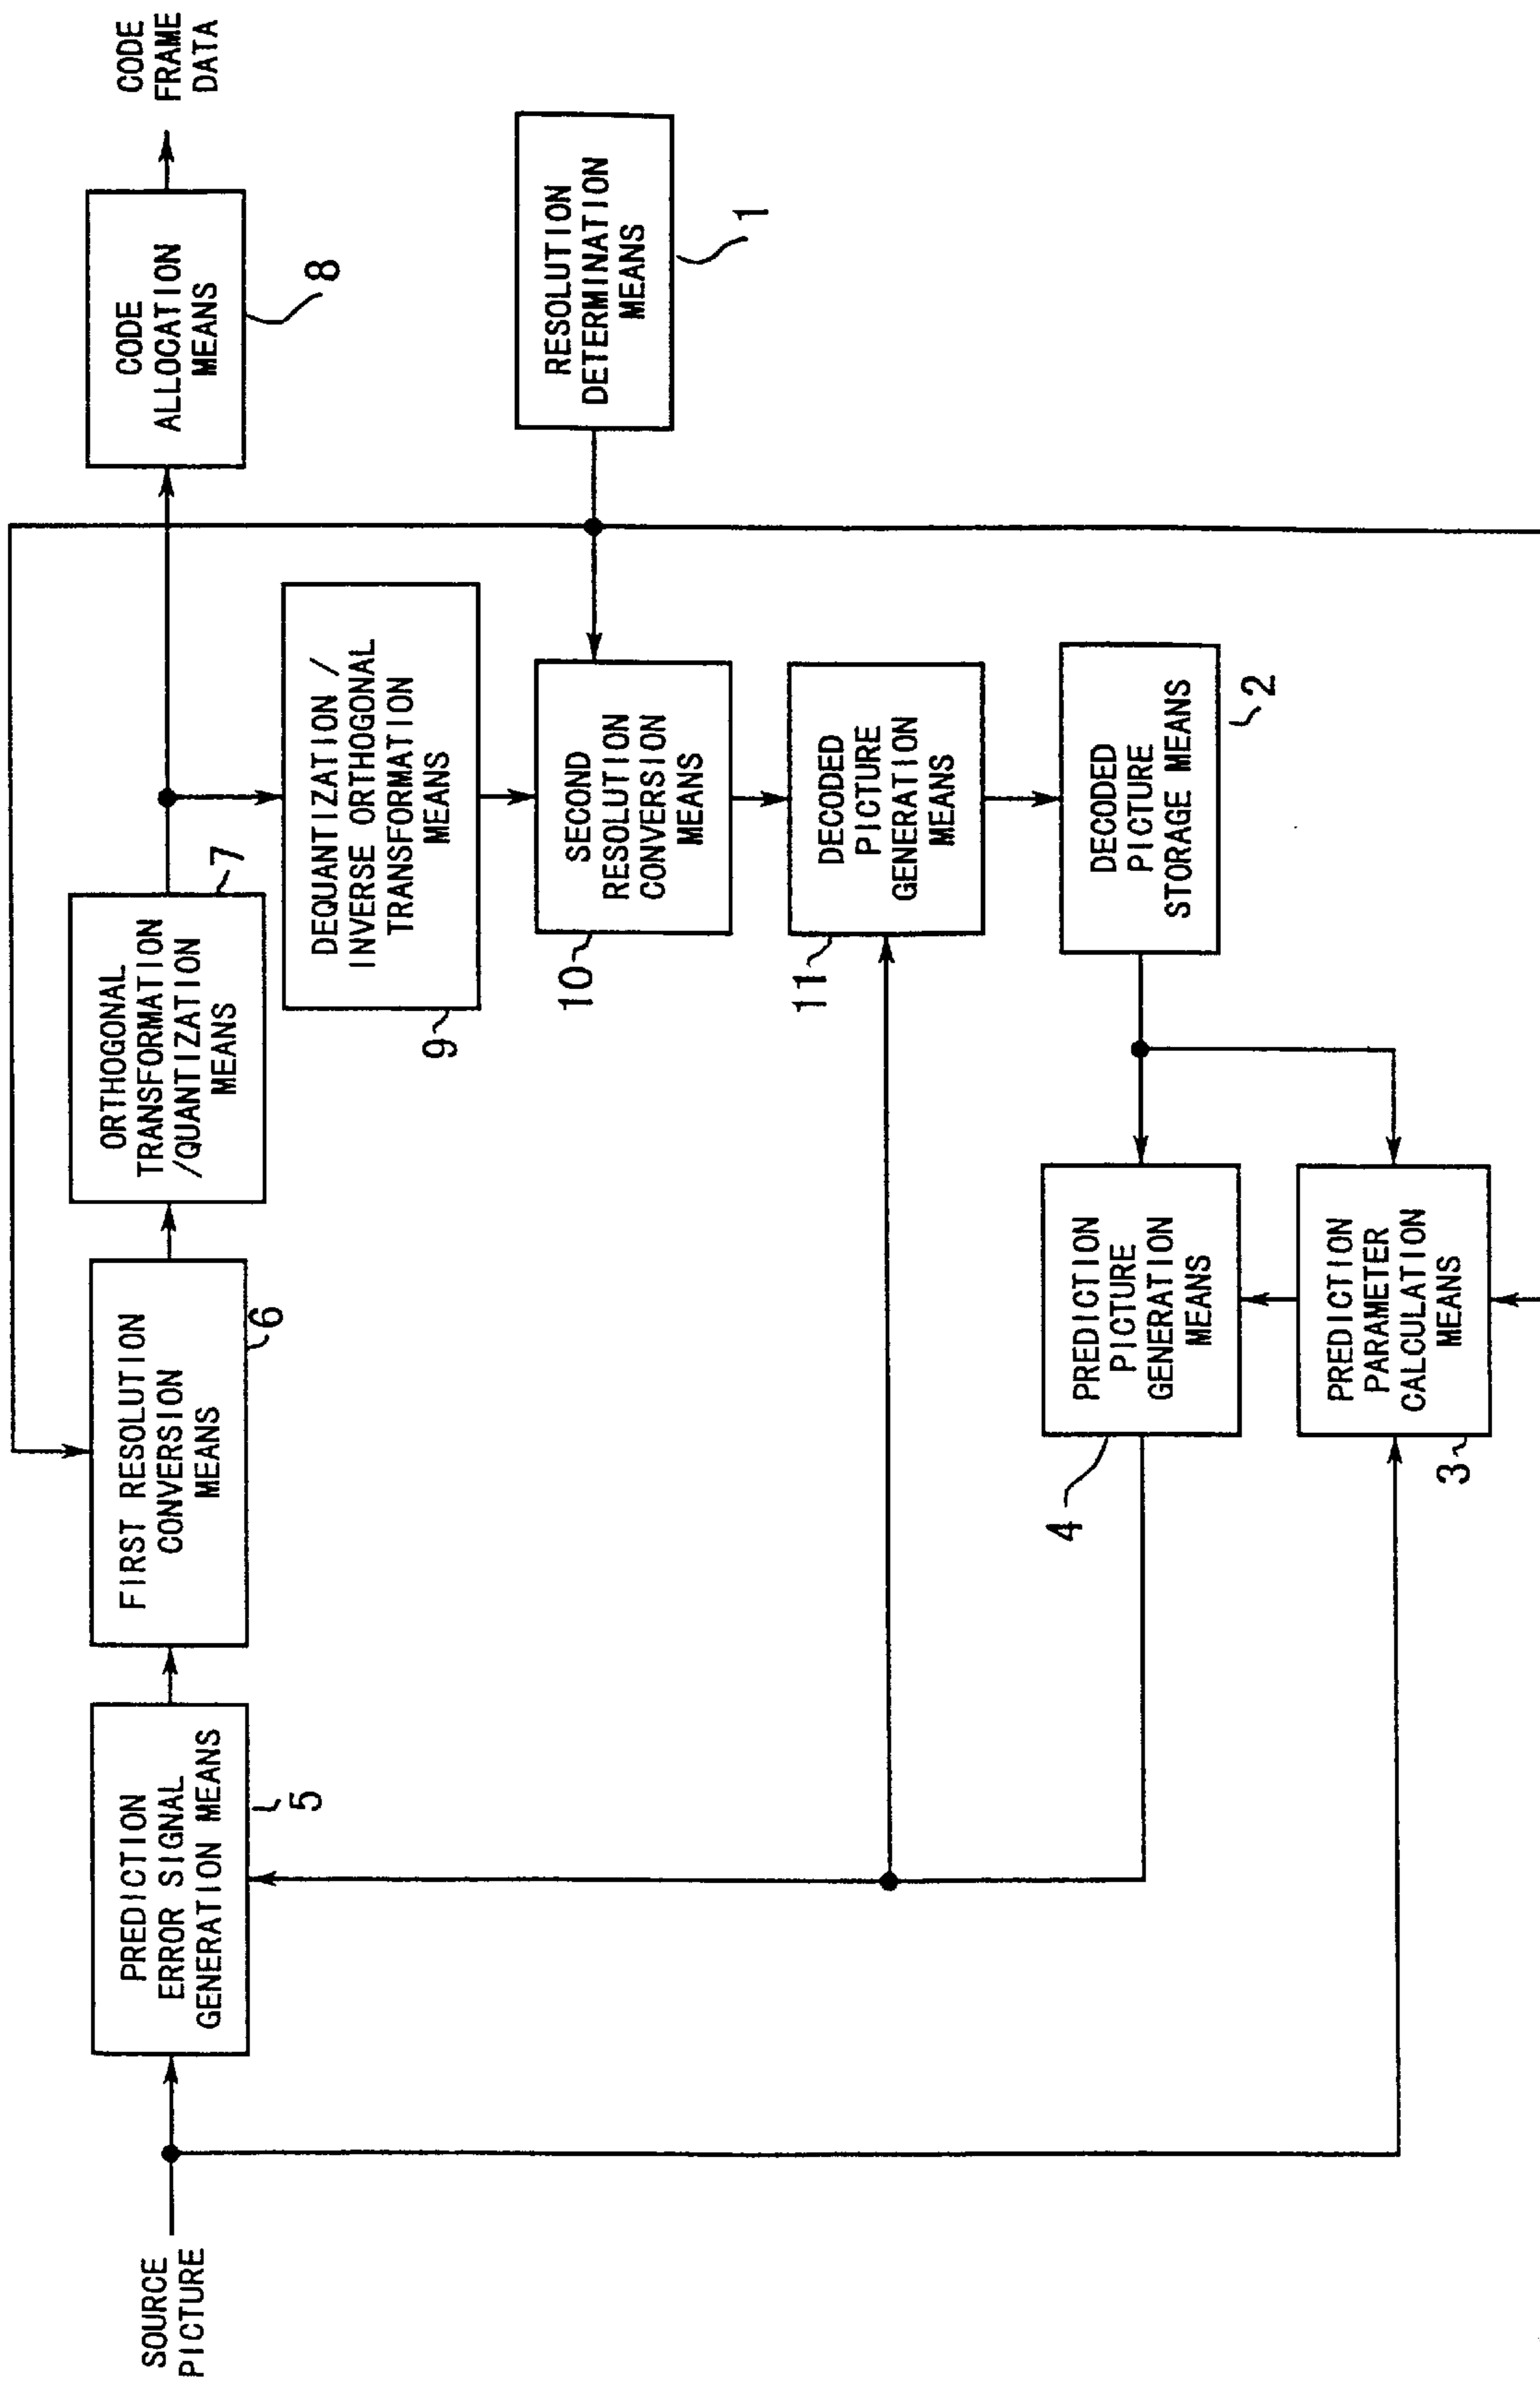 SOURCE
PICTURE
PREDICTION
ERROR SIGNAL
GENERATION MEANS
5
FIRST RESOLUTION
CONVERSION
MEANS
6
ORTHOGONAL
TRANSFORMATION
/QUANTIZATION
MEANS
7
CODE
ALLOCATION
MEANS
8
CODE
FRAME
DATA
DEQUANTIZATION /
INVERSE ORTHOGONAL
TRANSFORMATION
MEANS
9
RESOLUTION
DETERMINATION
MEANS
1
SECOND
RESOLUTION
CONVERSION
MEANS
10
DECODED
PICTURE
GENERATION
MEANS
11
DECODED
PICTURE
STORAGE MEANS
2
PREDICTION
PICTURE
GENERATION
MEANS
4
PREDICTION
PARAMETER
CALCULATION
MEANS
3